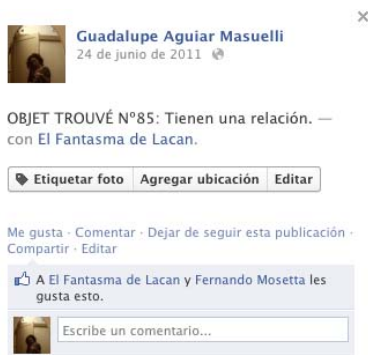 Guadalupe Aguiar Masuelli
24 de junio de 2011
OBJET TROUVÉ Nº85: Tienen una relación. —
con El Fantasma de Lacan.
Etiquetar foto Agregar ubicación Editar
Me gusta · Comentar · Dejar de seguir esta publicación ·
Compartir · Editar
A El Fantasma de Lacan y Fernando Mosetta les
gusta esto.
Escribe un comentario...